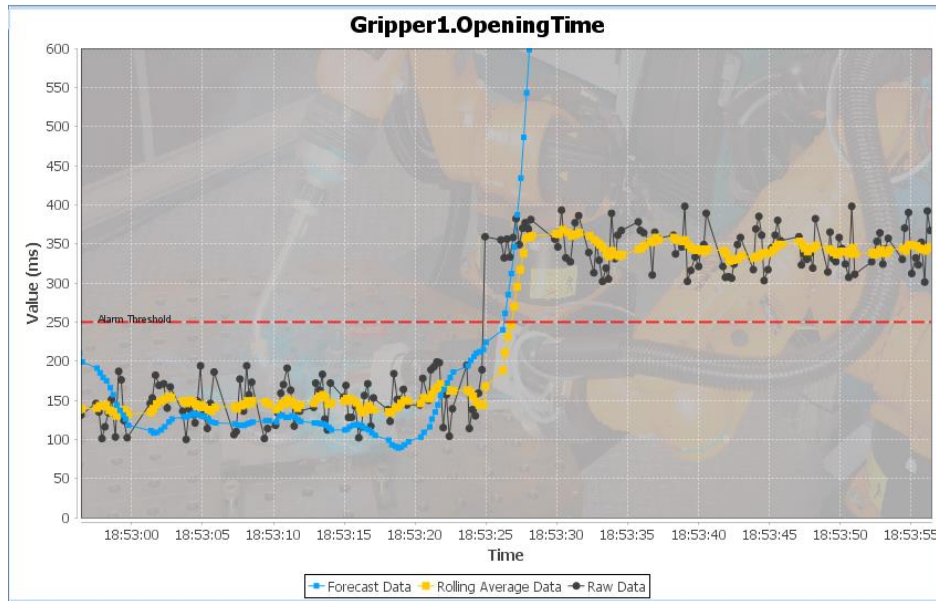 Gripper1.OpeningTime
600
550
500
450
400
350
300
250
200
150
100
50
0
Value (ms)
Alarm Threshold
18:53:00 18:53:05 18:53:10 18:53:15 18:53:20 18:53:25 18:53:30 18:53:35 18:53:40 18:53:45 18:53:50 18:53:55
Time
Forecast Data Rolling Average Data Raw Data